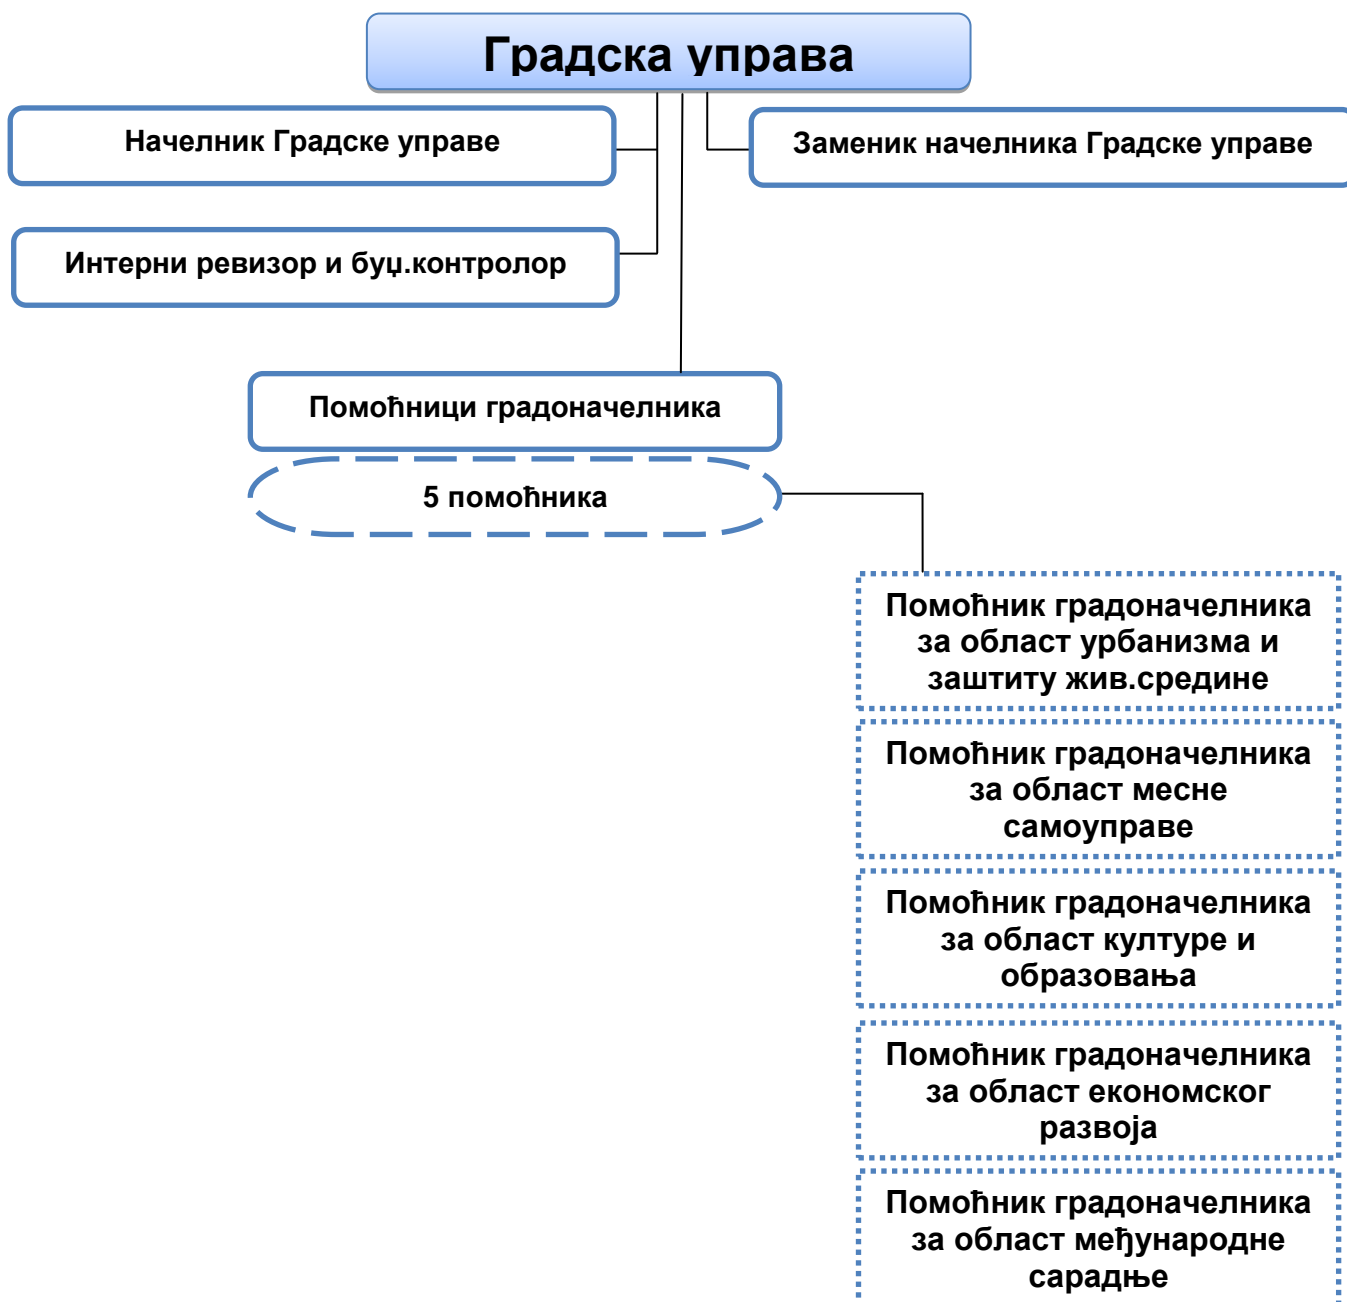 Градска управа
Начелник Градске управе
Заменик начелника Градске управе
Интерни ревизор и буџ.контролор
Помоћници градоначелника
5 помоћника
Помоћник градоначелника
за област урбанизма и
заштиту жив.средине
Помоћник градоначелника
за област месне
самоуправе
Помоћник градоначелника
за област културе и
образовања
Помоћник градоначелника
за област економског
развоја
Помоћник градоначелника
за област међународне
сарадње